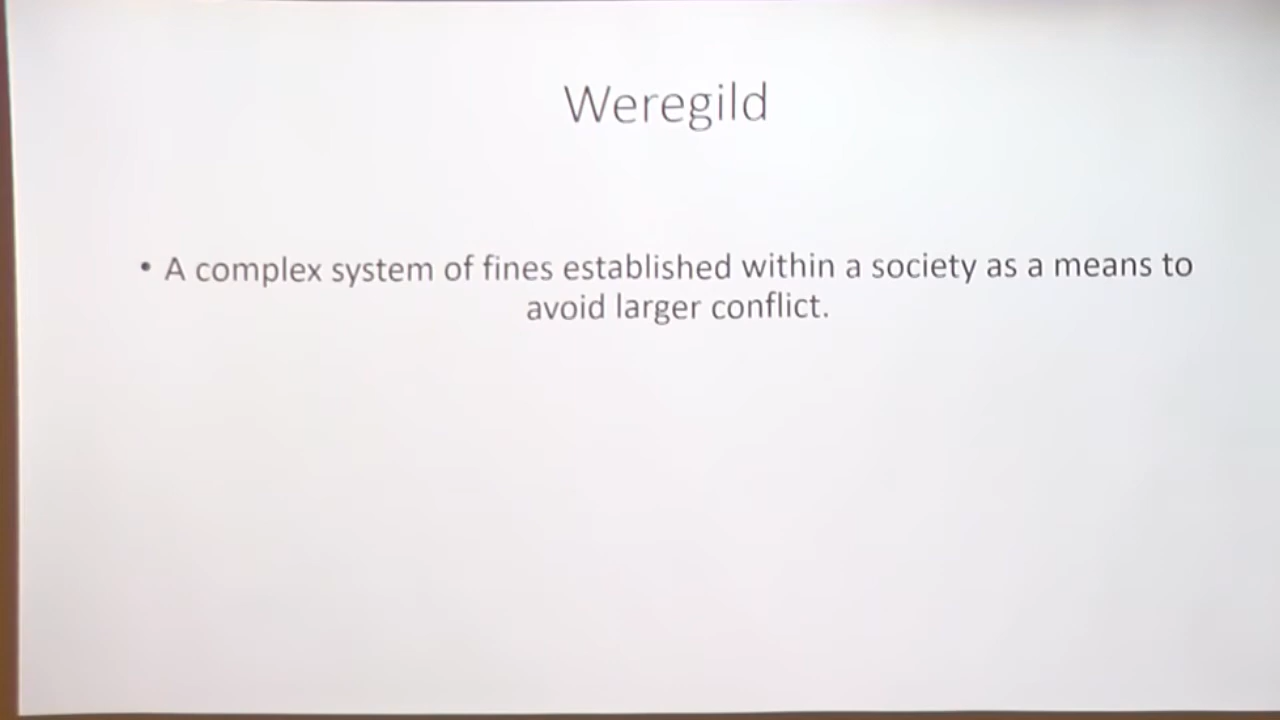 Weregild
• A complex system of fines established within a society as a means to
avoid larger conflict.